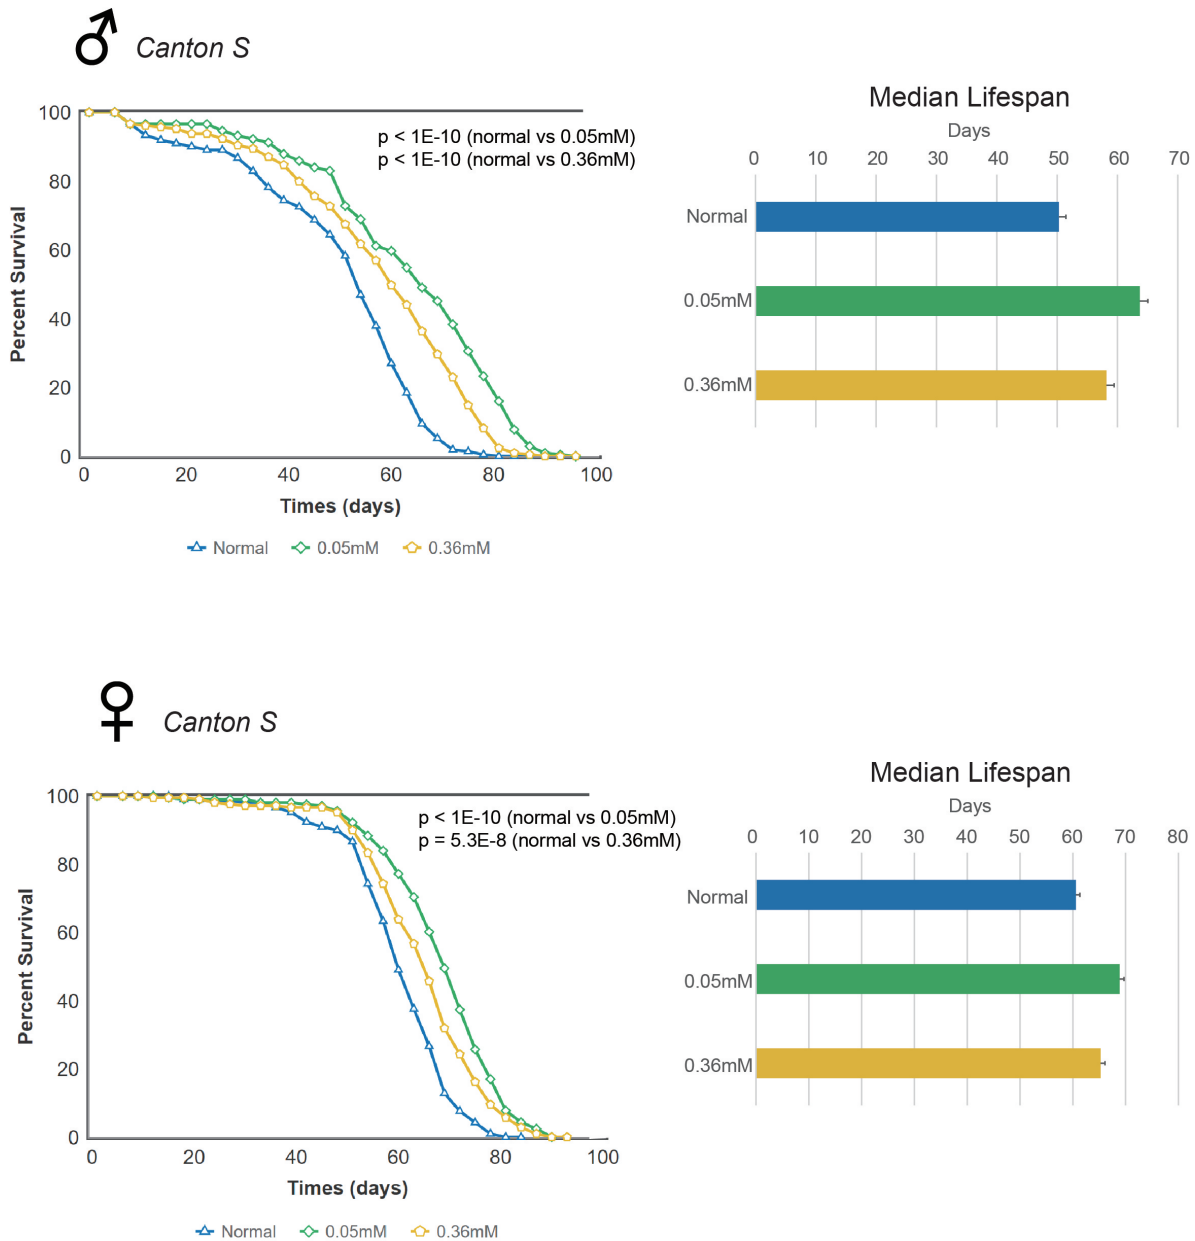 Canton S
100
80
60
40
20
0
Percent Survival
p < 1E-10 (normal vs 0.05mM)
p < 1E-10 (normal vs 0.36mM)
0 20 40 60 80 100
Times (days)
Normal 0.05mM 0.36mM
Median Lifespan
Days
0 10 20 30 40 50 60 70
Normal
0.05mM
0.36mM
Canton S
100
80
60
40
20
0
Percent Survival
p < 1E-10 (normal vs 0.05mM)
p = 5.3E-8 (normal vs 0.36mM)
0 20 40 60 80 100
Times (days)
Normal 0.05mM 0.36mM
Median Lifespan
Days
0 10 20 30 40 50 60 70 80
Normal
0.05mM
0.36mM